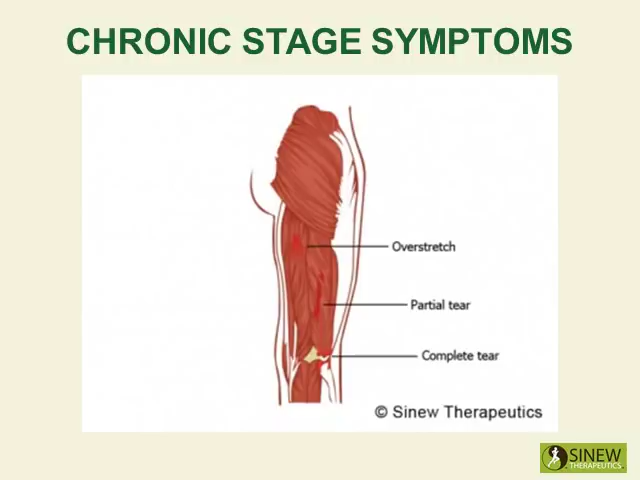 CHRONIC STAGE SYMPTOMS
Overstretch
Partial tear
Complete tear
© Sinew Therapeutics
SINEW
THERAPEUTICS